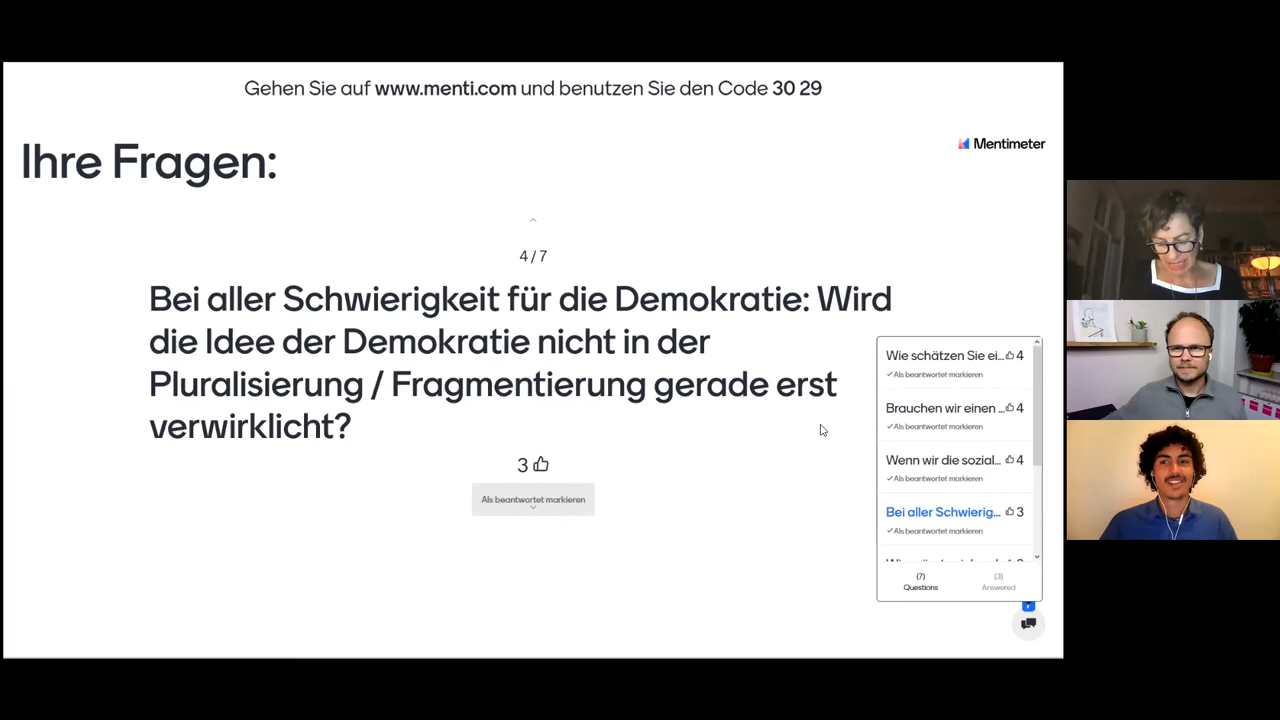 Gehen Sie auf www.menti.com und benutzen Sie den Code 30 29
Mentimeter
Ihre Fragen:
4 / 7
Bei aller Schwierigkeit für die Demokratie: Wird
die Idee der Demokratie nicht in der
Pluralisierung / Fragmentierung gerade erst
verwirklicht?
3
Als beantwortet markieren
Wie schätzen Sie ei... 4
Als beantwortet markieren
Brauchen wir einen ... 4
Als beantwortet markieren
Wenn wir die sozial... 4
Als beantwortet markieren
Bei aller Schwierig... 3
Als beantwortet markieren
(7) (3)
Questions Answered